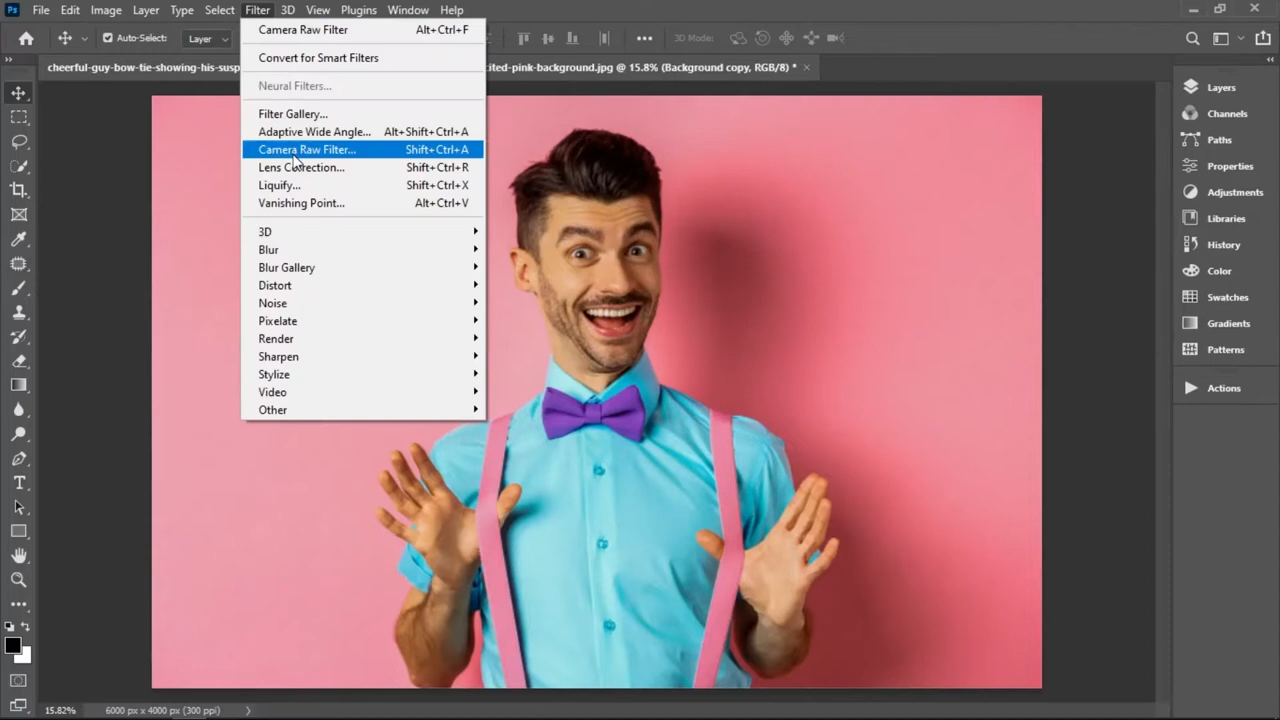 Ps File Edit Image Layer Type Select Filter 3D View Plugins Window Help
Auto-Select: Layer 3D Mode:
cheerful-guy-bow-tie-showing-his-susp
cited-pink-background.jpg @ 15.8% (Background copy, RGB/8) *
Camera Raw Filter Alt+Ctrl+F
Convert for Smart Filters
Neural Filters...
Filter Gallery...
Adaptive Wide Angle... Alt+Shift+Ctrl+A
Camera Raw Filter... Shift+Ctrl+A
Lens Correction... Shift+Ctrl+R
Liquify... Shift+Ctrl+X
Vanishing Point... Alt+Ctrl+V
3D
Blur
Blur Gallery
Distort
Noise
Pixelate
Render
Sharpen
Stylize
Video
Other
Layers
Channels
Paths
Properties
Adjustments
Libraries
History
Color
Swatches
Gradients
Patterns
Actions
15.82% 6000 px x 4000 px (300 ppi)